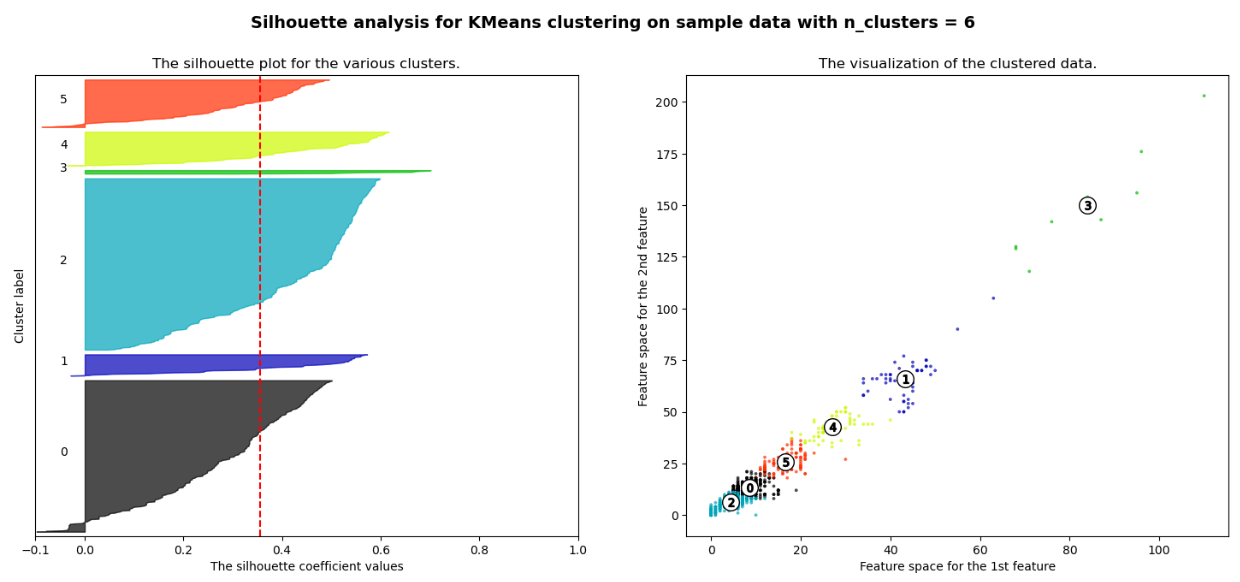 Silhouette analysis for KMeans clustering on sample data with n_clusters = 6
The silhouette plot for the various clusters.
5
4
3
2
1
0
Cluster label
−0.1 0.0 0.2 0.4 0.6 0.8 1.0
The silhouette coefficient values
The visualization of the clustered data.
200
175
150
125
100
75
50
25
0
Feature space for the 2nd feature
3
1
4
5
0
2
0 20 40 60 80 100
Feature space for the 1st feature